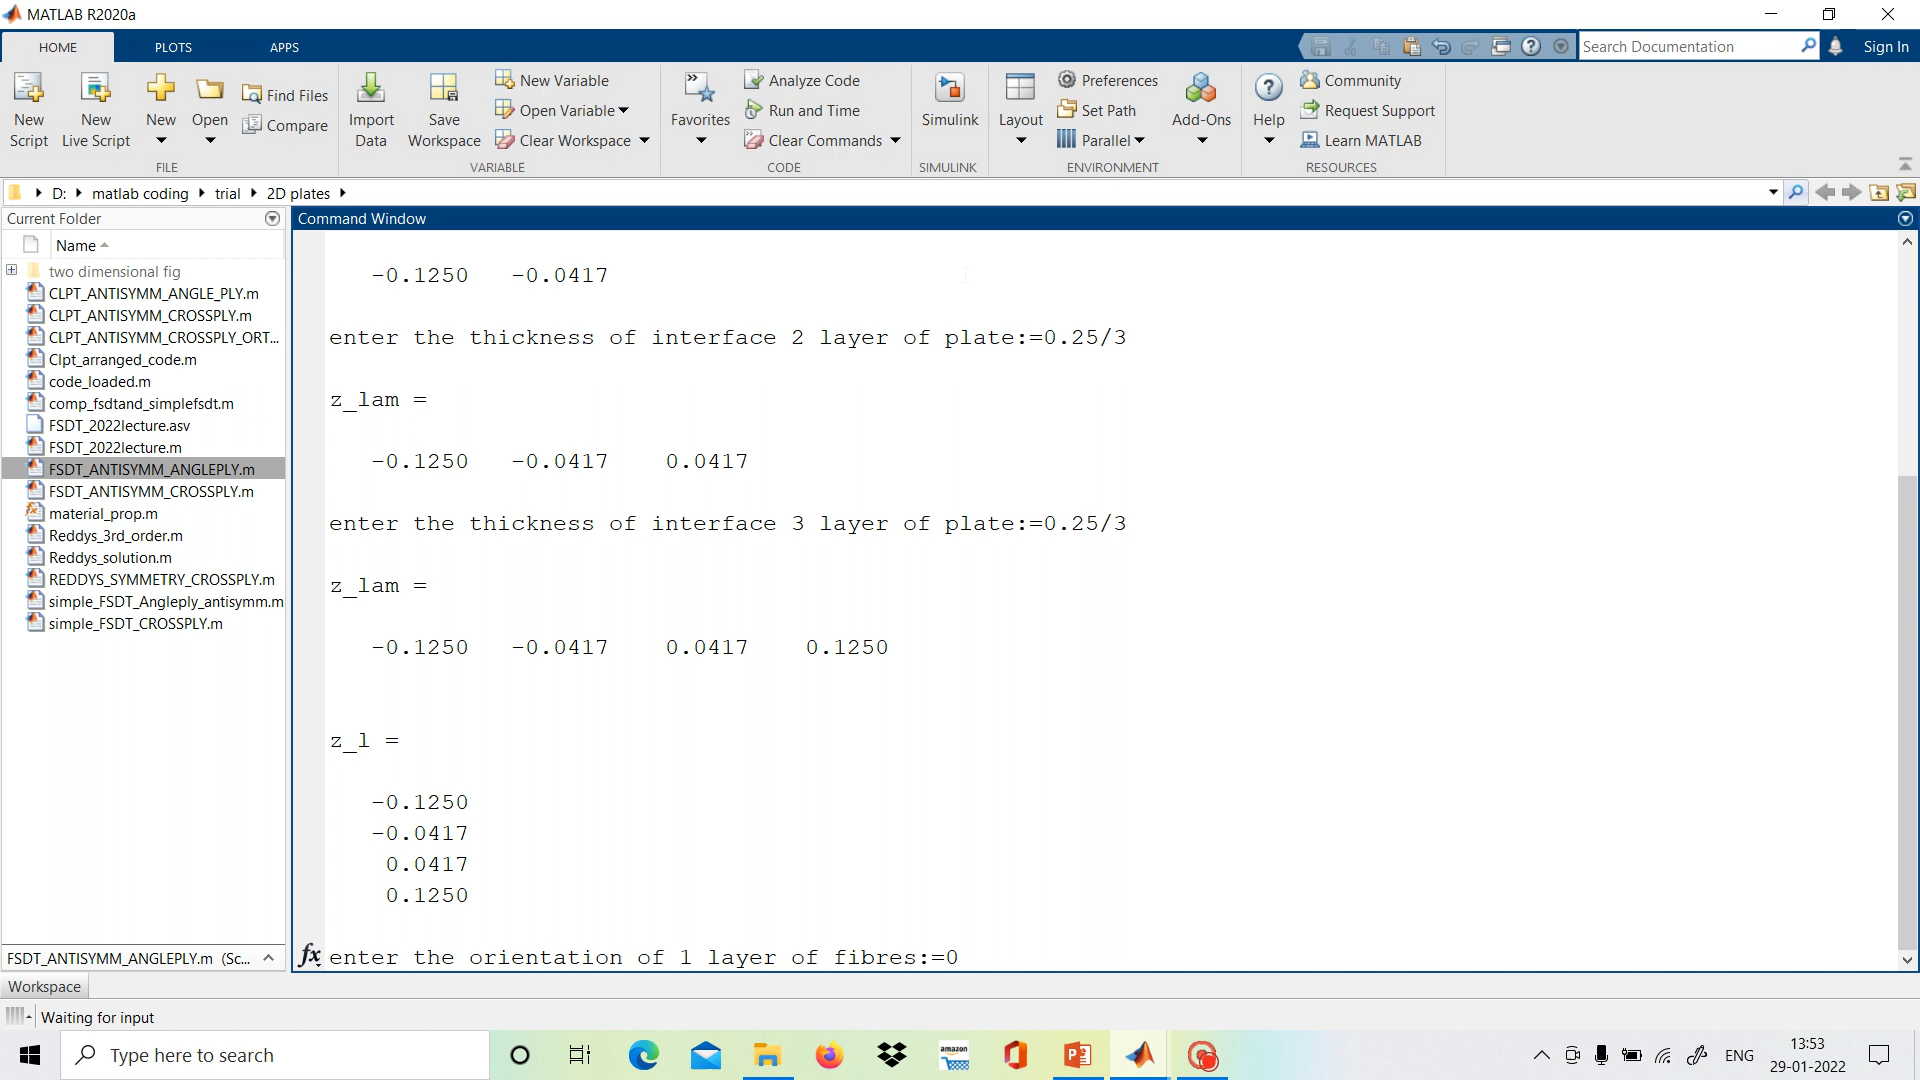 MATLAB R2020a
HOME PLOTS APPS
Search Documentation
Sign In
New Script
New Live Script
New
Open
Find Files
Compare
FILE
Import Data
Save Workspace
New Variable
Open Variable
Clear Workspace
VARIABLE
Favorites
Analyze Code
Run and Time
Clear Commands
CODE
Simulink
SIMULINK
Layout
Preferences
Set Path
Parallel
Add-Ons
ENVIRONMENT
Help
Community
Request Support
Learn MATLAB
RESOURCES
D: matlab coding trial 2D plates
Current Folder
Name
two dimensional fig
CLPT_ANTISYMM_ANGLE_PLY.m
CLPT_ANTISYMM_CROSSPLY.m
CLPT_ANTISYMM_CROSSPLY_ORT...
Clpt_arranged_code.m
code_loaded.m
comp_fsdtand_simplefsdt.m
FSDT_2022lecture.asv
FSDT_2022lecture.m
FSDT_ANTISYMM_ANGLEPLY.m
FSDT_ANTISYMM_CROSSPLY.m
material_prop.m
Reddys_3rd_order.m
Reddys_solution.m
REDDYS_SYMMETRY_CROSSPLY.m
simple_FSDT_Angleply_antisymm.m
simple_FSDT_CROSSPLY.m
FSDT_ANTISYMM_ANGLEPLY.m (Sc...
Workspace
Command Window
-0.1250 -0.0417
enter the thickness of interface 2 layer of plate:=0.25/3
z_lam =
-0.1250 -0.0417 0.0417
enter the thickness of interface 3 layer of plate:=0.25/3
z_lam =
-0.1250 -0.0417 0.0417 0.1250
z_l =
-0.1250
-0.0417
0.0417
0.1250
fx enter the orientation of 1 layer of fibres:=0
Waiting for input
Type here to search
amazon
ENG
13:53
29-01-2022